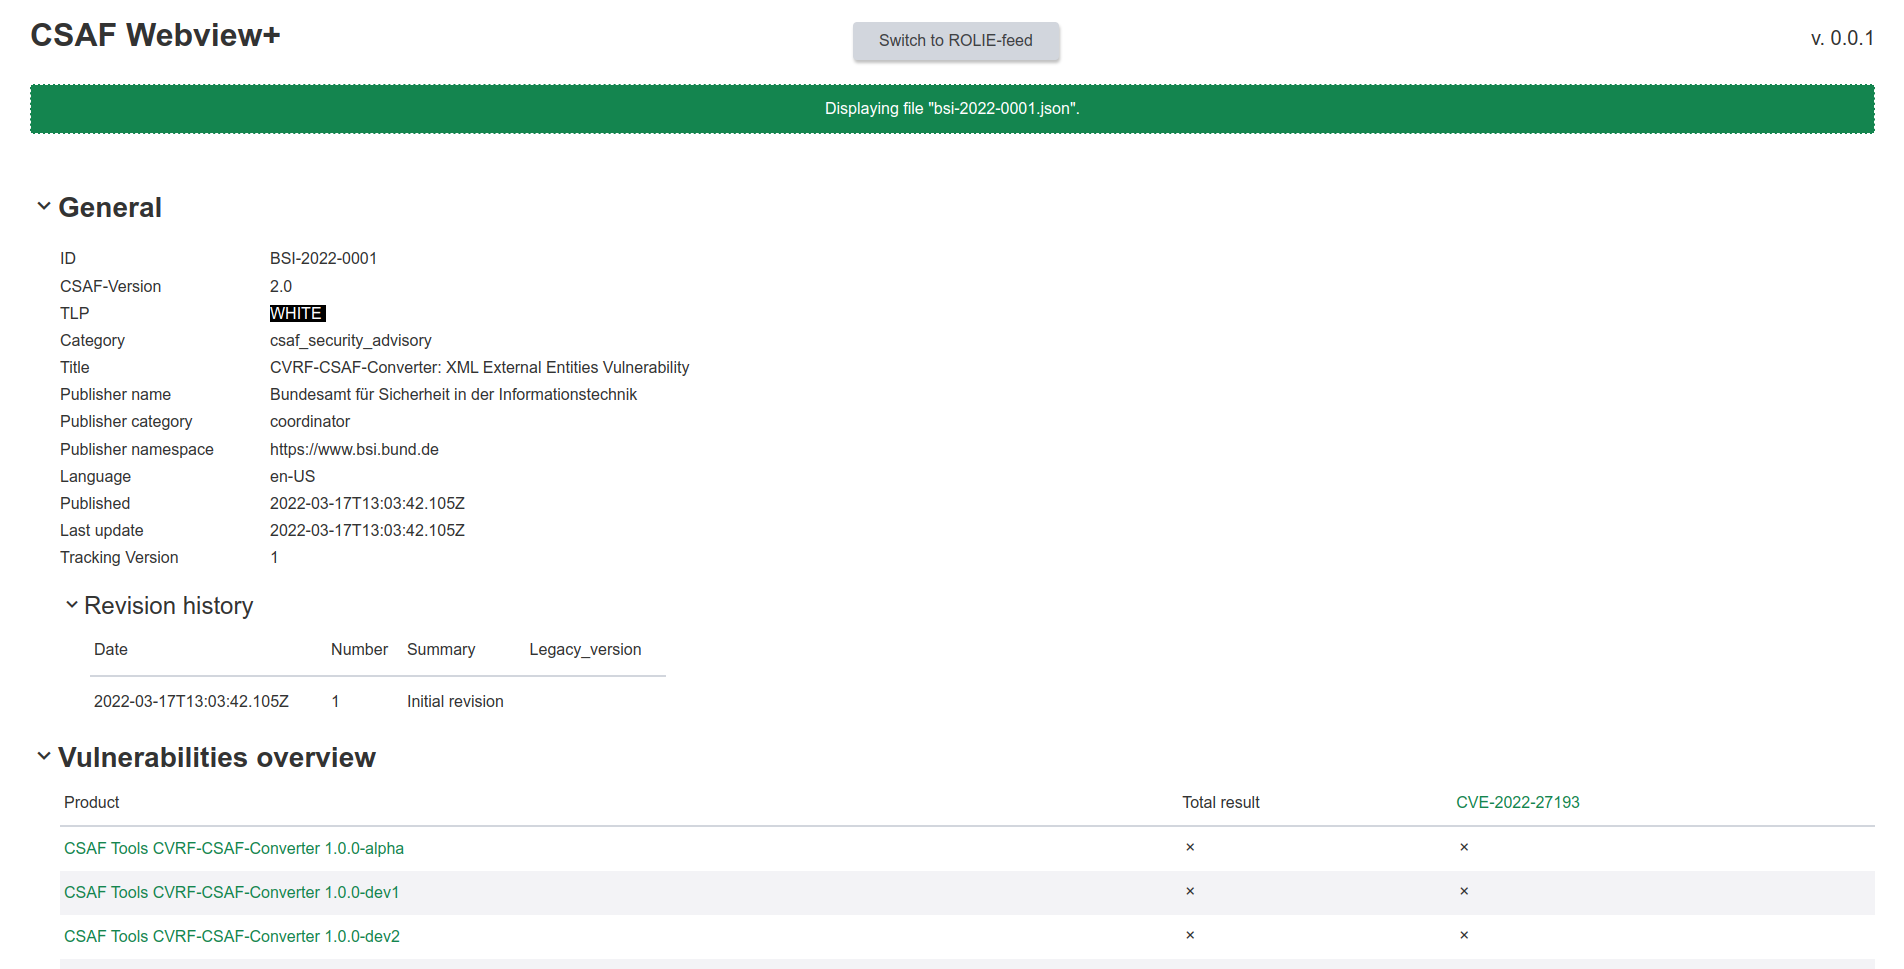 CSAF Webview+
Switch to ROLIE-feed
v. 0.0.1
Displaying file "bsi-2022-0001.json".
General
ID BSI-2022-0001
CSAF-Version 2.0
TLP WHITE
Category csaf_security_advisory
Title CVRF-CSAF-Converter: XML External Entities Vulnerability
Publisher name Bundesamt für Sicherheit in der Informationstechnik
Publisher category coordinator
Publisher namespace https://www.bsi.bund.de
Language en-US
Published 2022-03-17T13:03:42.105Z
Last update 2022-03-17T13:03:42.105Z
Tracking Version 1
Revision history
Date Number Summary Legacy_version
2022-03-17T13:03:42.105Z 1 Initial revision
Vulnerabilities overview
Product Total result CVE-2022-27193
CSAF Tools CVRF-CSAF-Converter 1.0.0-alpha × ×
CSAF Tools CVRF-CSAF-Converter 1.0.0-dev1 × ×
CSAF Tools CVRF-CSAF-Converter 1.0.0-dev2 × ×